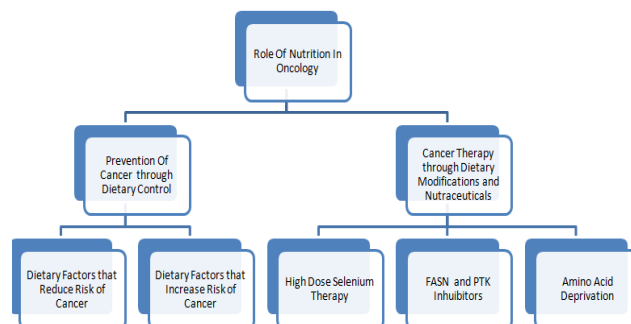 Role Of Nutrition In
Oncology
Prevention Of
Cancer through
Dietary Control
Cancer Therapy
through Dietary
Modifications and
Nutraceuticals
Dietary Factors that
Reduce Risk of
Cancer
Dietary Factors that
Increase Risk of
Cancer
High Dose Selenium
Therapy
FASN and PTK
Inhuibitors
Amino Acid
Deprivation